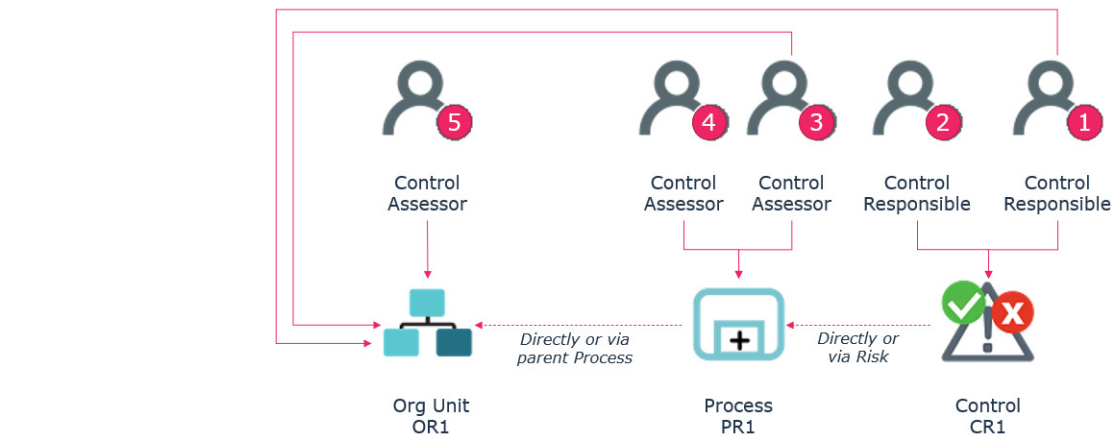 5
4
3
2
1
Control
Assessor
Control
Assessor
Control
Assessor
Control
Responsible
Control
Responsible
Directly or via
parent Process
Directly or
via Risk
Org Unit
OR1
Process
PR1
Control
CR1